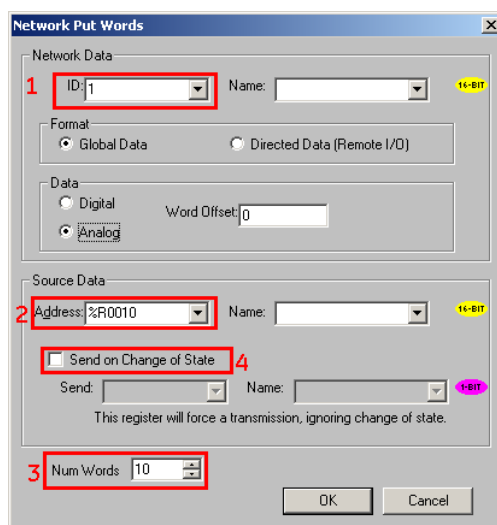 Network Put Words
Network Data
1 ID: 1 Name: 16-BIT
Format
Global Data Directed Data (Remote I/O)
Data
Digital
Word Offset: 0
Analog
Source Data
2 Address: %R0010 Name: 16-BIT
Send on Change of State 4
Send: Name: 1-BIT
This register will force a transmission, ignoring change of state.
3 Num Words 10
OK Cancel